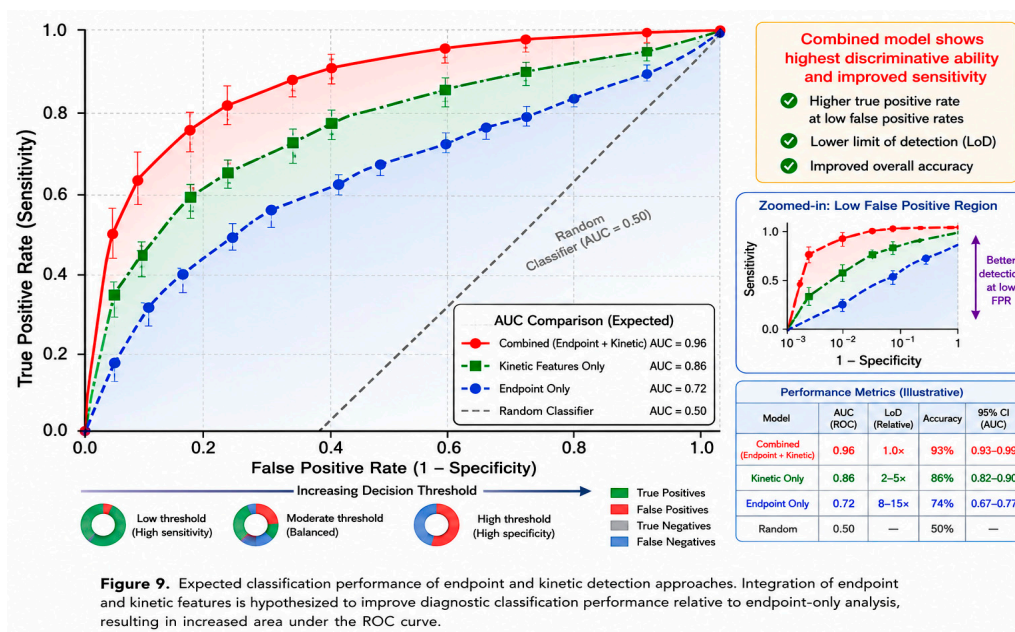 True Positive Rate (Sensitivity)
1.0
0.8
0.6
0.4
0.2
0.0
0.0
0.2
0.4
0.6
0.8
1.0
False Positive Rate (1 – Specificity)
Random
Classifier (AUC = 0.50)
AUC Comparison (Expected)
Combined (Endpoint + Kinetic) AUC = 0.96
Kinetic Features Only AUC = 0.86
Endpoint Only AUC = 0.72
Random Classifier AUC = 0.50
Increasing Decision Threshold
Low threshold
(High sensitivity)
Moderate threshold
(Balanced)
High threshold
(High specificity)
True Positives
False Positives
True Negatives
False Negatives
Combined model shows
highest discriminative ability
and improved sensitivity
Higher true positive rate
at low false positive rates
Lower limit of detection (LoD)
Improved overall accuracy
Zoomed-in: Low False Positive Region
Sensitivity
1.0
0.5
0.0
10⁻³
10⁻²
10⁻¹
1
1 – Specificity
Better
detection
at low
FPR
Performance Metrics (Illustrative)
Model AUC (ROC) LoD (Relative) Accuracy 95% CI (AUC)
Combined (Endpoint + Kinetic) 0.96 1.0× 93% 0.93–0.99
Kinetic Only 0.86 2–5× 86% 0.82–0.90
Endpoint Only 0.72 8–15× 74% 0.67–0.77
Random 0.50 — 50% —
Figure 9. Expected classification performance of endpoint and kinetic detection approaches. Integration of endpoint
and kinetic features is hypothesized to improve diagnostic classification performance relative to endpoint-only analysis,
resulting in increased area under the ROC curve.